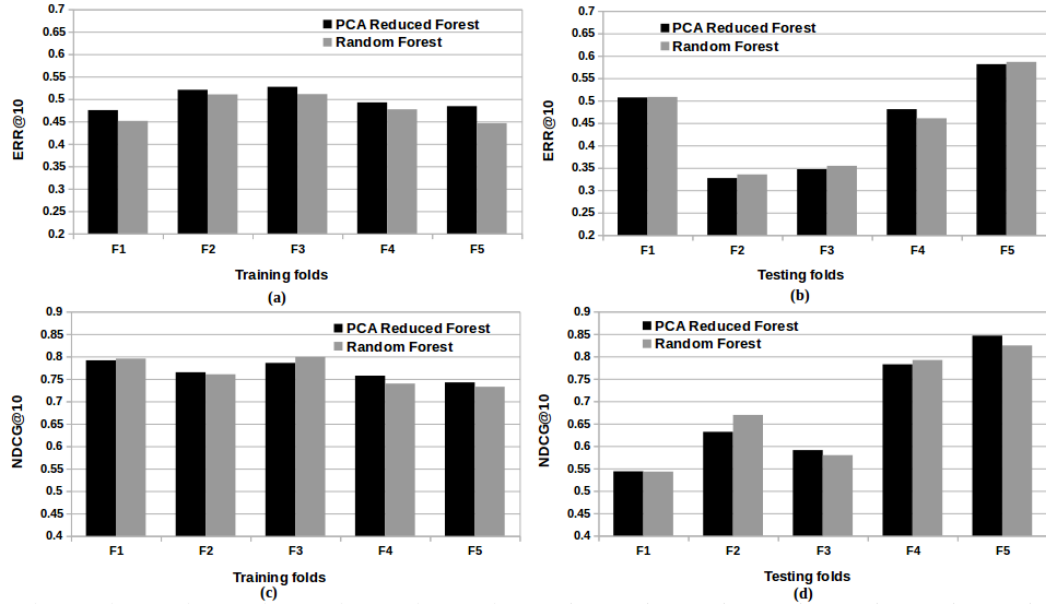 0.7
0.65
0.6
0.55
0.5
0.45
0.4
0.35
0.3
0.25
0.2
ERR@10
PCA Reduced Forest
Random Forest
F1 F2 F3 F4 F5
Training folds
(a)
0.7
0.65
0.6
0.55
0.5
0.45
0.4
0.35
0.3
0.25
0.2
ERR@10
PCA Reduced Forest
Random Forest
F1 F2 F3 F4 F5
Testing folds
(b)
0.9
0.85
0.8
0.75
0.7
0.65
0.6
0.55
0.5
0.45
0.4
NDCG@10
PCA Reduced Forest
Random Forest
F1 F2 F3 F4 F5
Training folds
(c)
0.9
0.85
0.8
0.75
0.7
0.65
0.6
0.55
0.5
0.45
0.4
NDCG@10
PCA Reduced Forest
Random Forest
F1 F2 F3 F4 F5
Testing folds
(d)